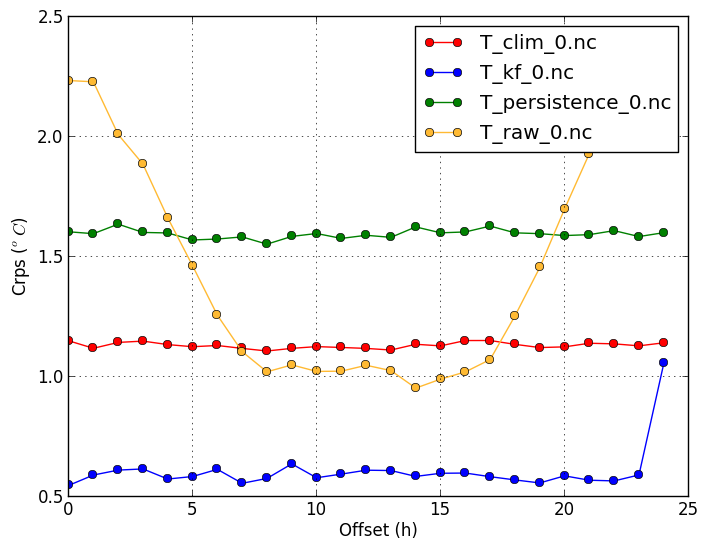 2.5
2.0
1.5
1.0
0.5
0
5
10
15
20
25
Crps (° C)
Offset (h)
T_clim_0.nc
T_kf_0.nc
T_persistence_0.nc
T_raw_0.nc